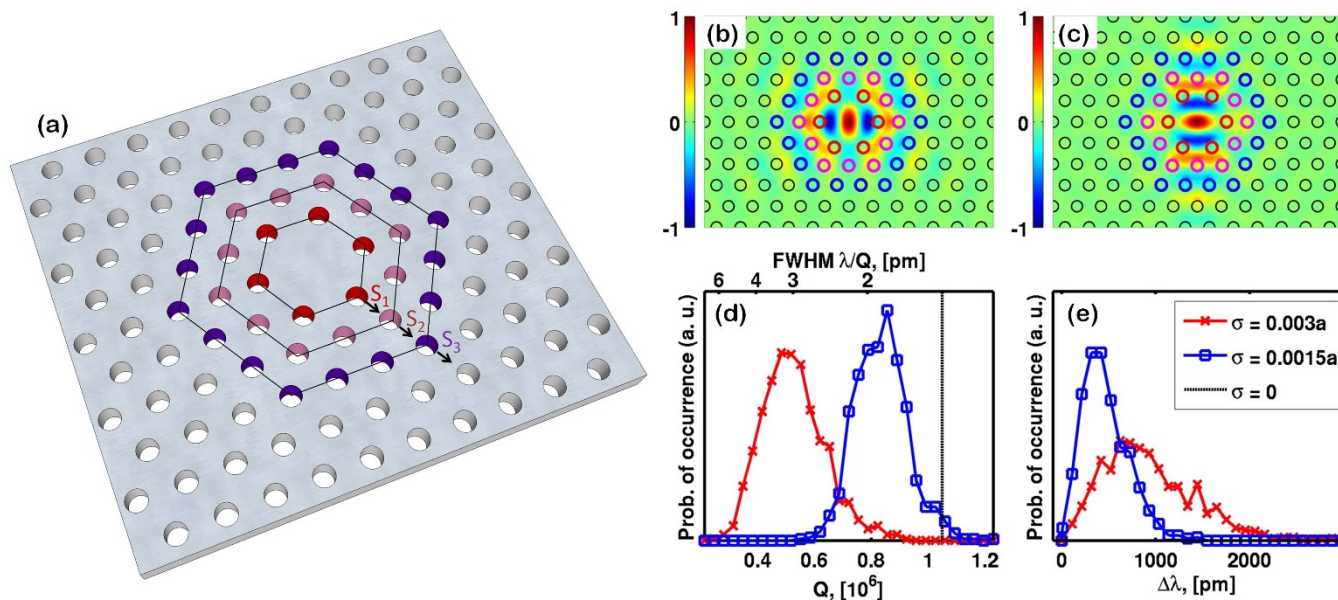 (a)
S₁
S₂
S₃
(b)
1
0
-1
(c)
1
0
-1
FWHM λ/Q, [pm]
6 4 3 2
(d)
Prob. of occurrence (a. u.)
0.4 0.6 0.8 1 1.2
Q, [10⁶]
(e)
Prob. of occurrence (a. u.)
σ = 0.003a
σ = 0.0015a
σ = 0
0 1000 2000
Δλ, [pm]